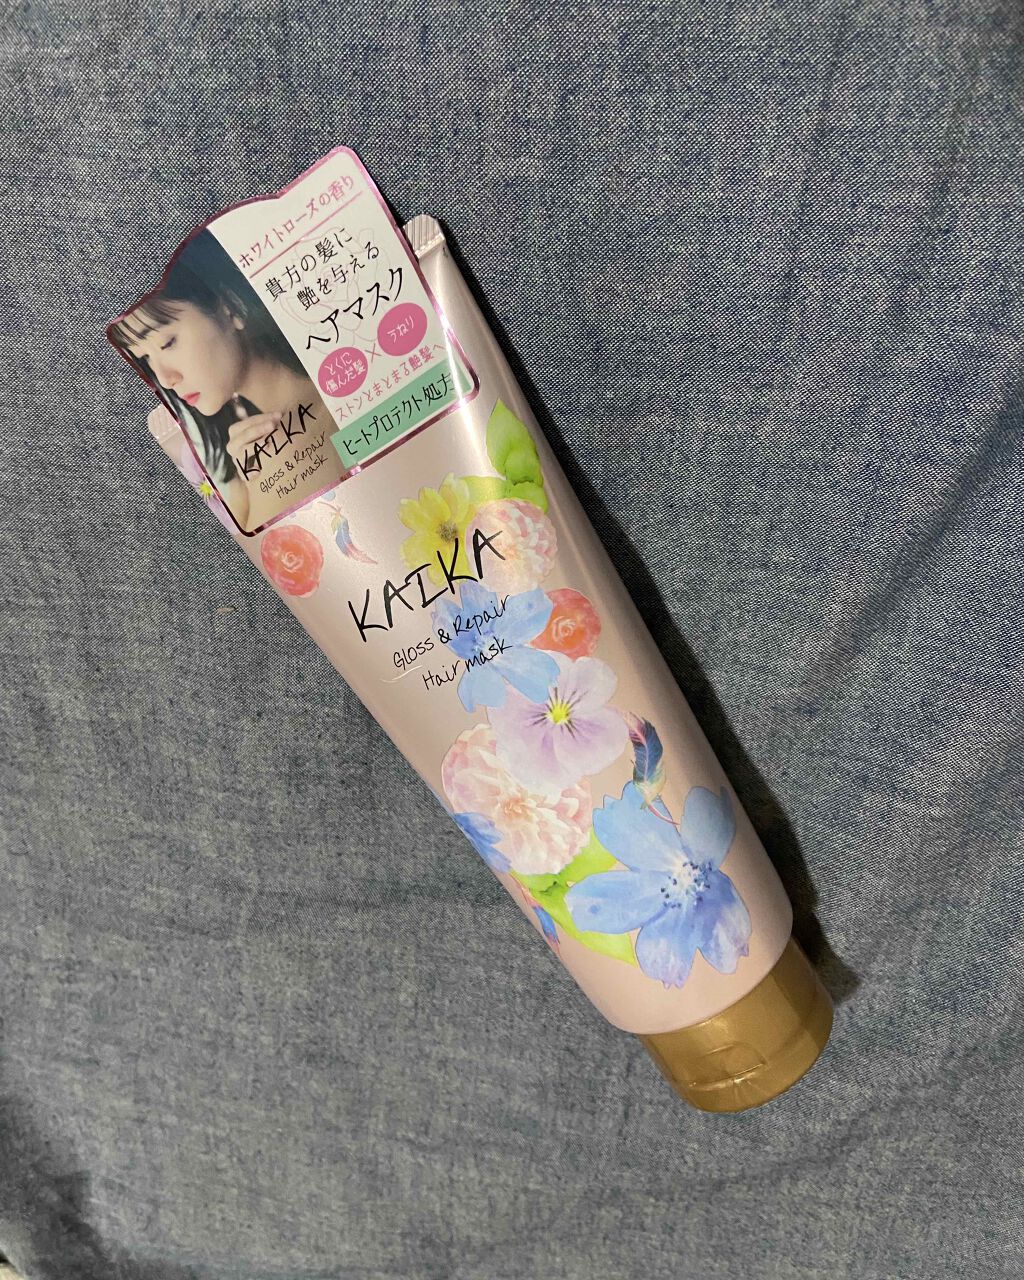 ホワイトローズの香り
貴方の髪に
艶を与える
ヘアマスク
とくに
傷んだ髪
×
うねり
ストンとまとまる艶髪へ
ヒートプロテクト処方
KAIKA
Gloss & Repair
Hair mask
KAIKA
Gloss & Repair
Hair mask